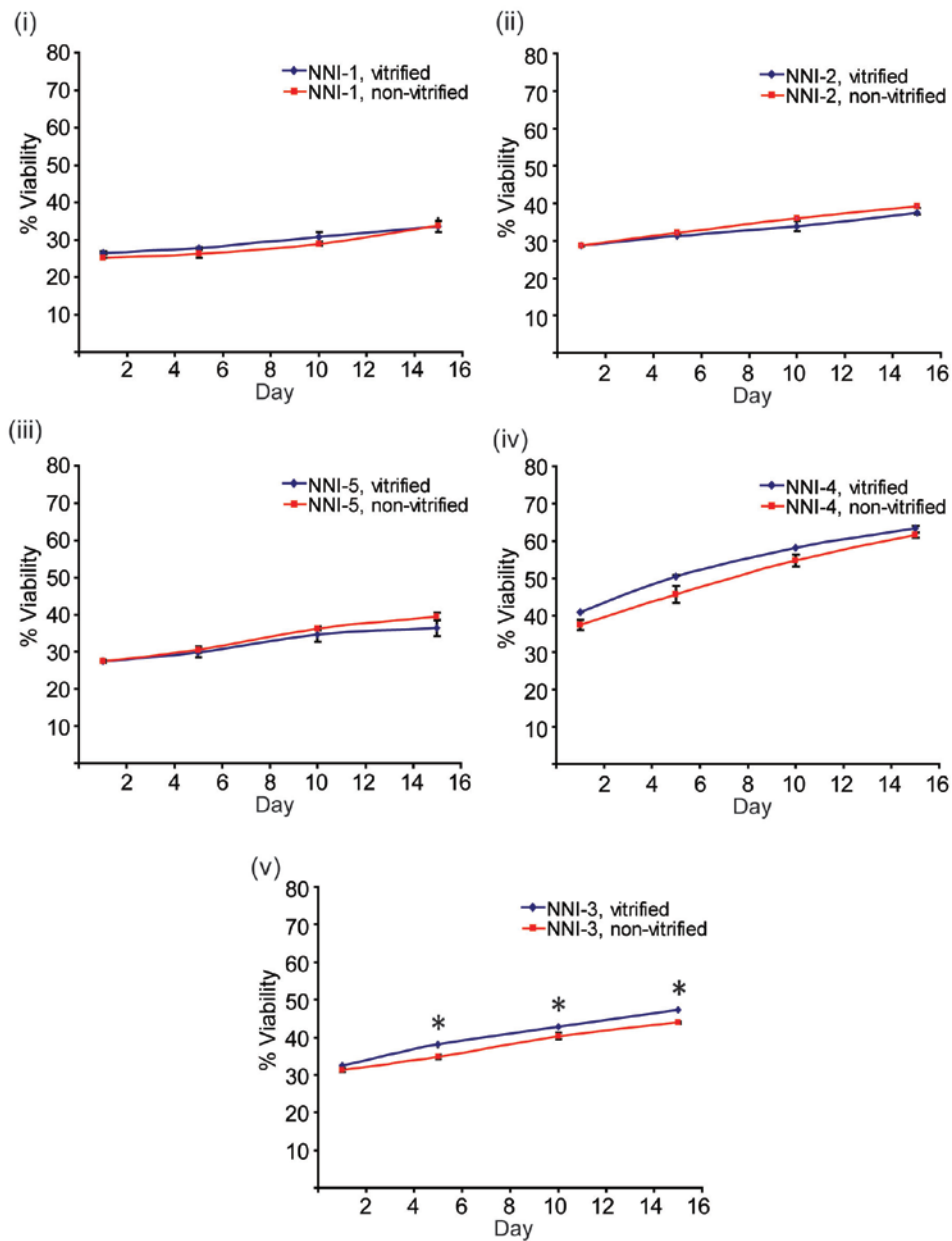 (i)
NNI-1, vitrified
NNI-1, non-vitrified
% Viability
80
70
60
50
40
30
20
10
2 4 6 8 10 12 14 16
Day
(ii)
NNI-2, vitrified
NNI-2, non-vitrified
% Viability
80
70
60
50
40
30
20
10
2 4 6 8 10 12 14 16
Day
(iii)
NNI-5, vitrified
NNI-5, non-vitrified
% Viability
80
70
60
50
40
30
20
10
2 4 6 8 10 12 14 16
Day
(iv)
NNI-4, vitrified
NNI-4, non-vitrified
% Viability
80
70
60
50
40
30
20
10
2 4 6 8 10 12 14 16
Day
(v)
NNI-3, vitrified
NNI-3, non-vitrified
% Viability
80
70
60
50
40
30
20
10
* * *
2 4 6 8 10 12 14 16
Day